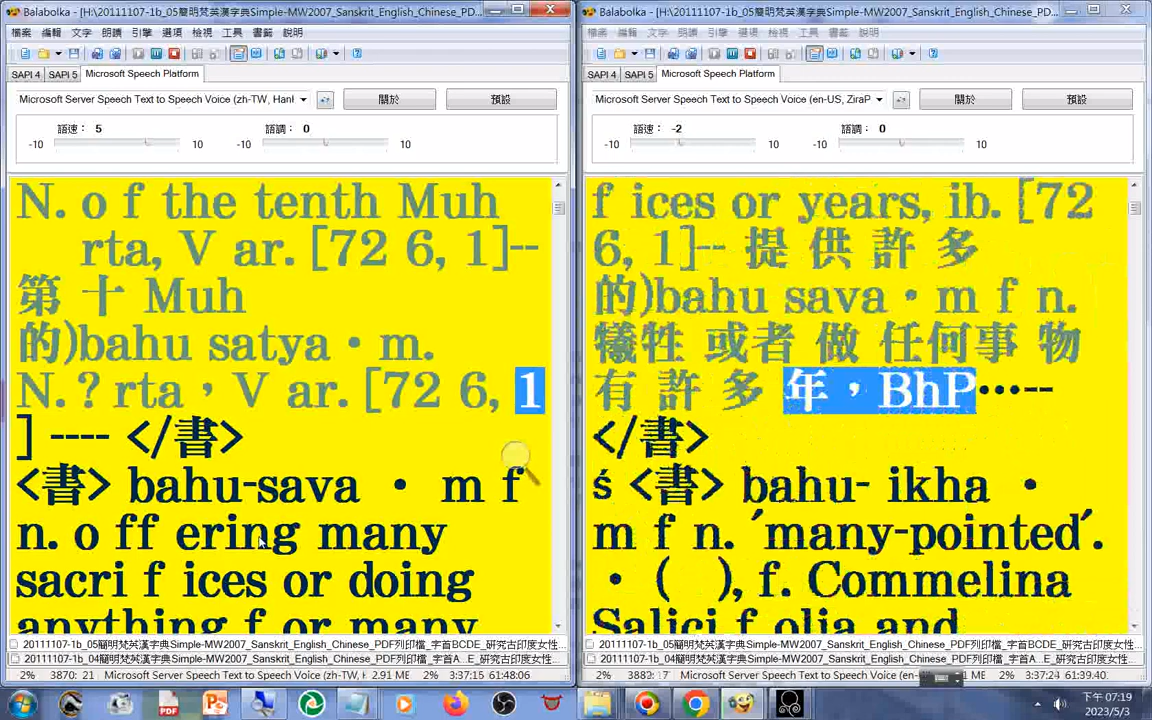 Balabolka - [H:\20111107-1b_05簡明梵英漢字典Simple-MW2007_Sanskrit_English_Chinese_PD...
檔案 編輯 文字 朗讀 引擎 選項 檢視 工具 書籤 說明
SAPI 4 SAPI 5 Microsoft Speech Platform
Microsoft Server Speech Text to Speech Voice (zh-TW, Hanl
關於
預設
語速： 5
語調： 0
-10 10 -10 10
N. o f the tenth Muh
rta, V ar. [72 6, 1]--
第 十 Muh
的)bahu satya • m.
N. ? rta，V ar. [72 6, 1
] ---- </書>
<書> bahu-sava • m f
n. o ff ering many
sacri f ices or doing
anything f or many
20111107-1b_05簡明梵英漢字典Simple-MW2007_Sanskrit_English_Chinese_PDF列印檔_字首BCDE_研究古印度女性...
20111107-1b_04簡明梵英漢字典Simple-MW2007_Sanskrit_English_Chinese_PDF列印檔_字首A...E_研究古印度女性...
2% 3870: 21 Microsoft Server Speech Text to Speech Voice (zh-TW, H 2.91 MB 2% 3:37:15 61:48:06
Balabolka - [H:\20111107-1b_05簡明梵英漢字典Simple-MW2007_Sanskrit_English_Chinese_PD...
檔案 編輯 文字 朗讀 引擎 選項 檢視 工具 書籤 說明
SAPI 4 SAPI 5 Microsoft Speech Platform
Microsoft Server Speech Text to Speech Voice (en-US, ZiraP
關於
預設
語速： -2
語調： 0
-10 10 -10 10
f ices or years, ib. [72
6, 1]-- 提 供 許 多
的)bahu sava • m f n.
犧牲 或者 做 任何事 物
有 許 多 年，BhP…--
</書>
ś <書> bahu- ikha •
m f n. 'many-pointed'.
• ( ), f. Commelina
Salici f olia and
20111107-1b_05簡明梵英漢字典Simple-MW2007_Sanskrit_English_Chinese_PDF列印檔_字首BCDE_研究古印度女性...
20111107-1b_04簡明梵英漢字典Simple-MW2007_Sanskrit_English_Chinese_PDF列印檔_字首A...E_研究古印度女性...
2% 3882: Microsoft Server Speech Text to Speech Voice 2% 3:37:24 61:39:40
下午 07:19
2023/5/3